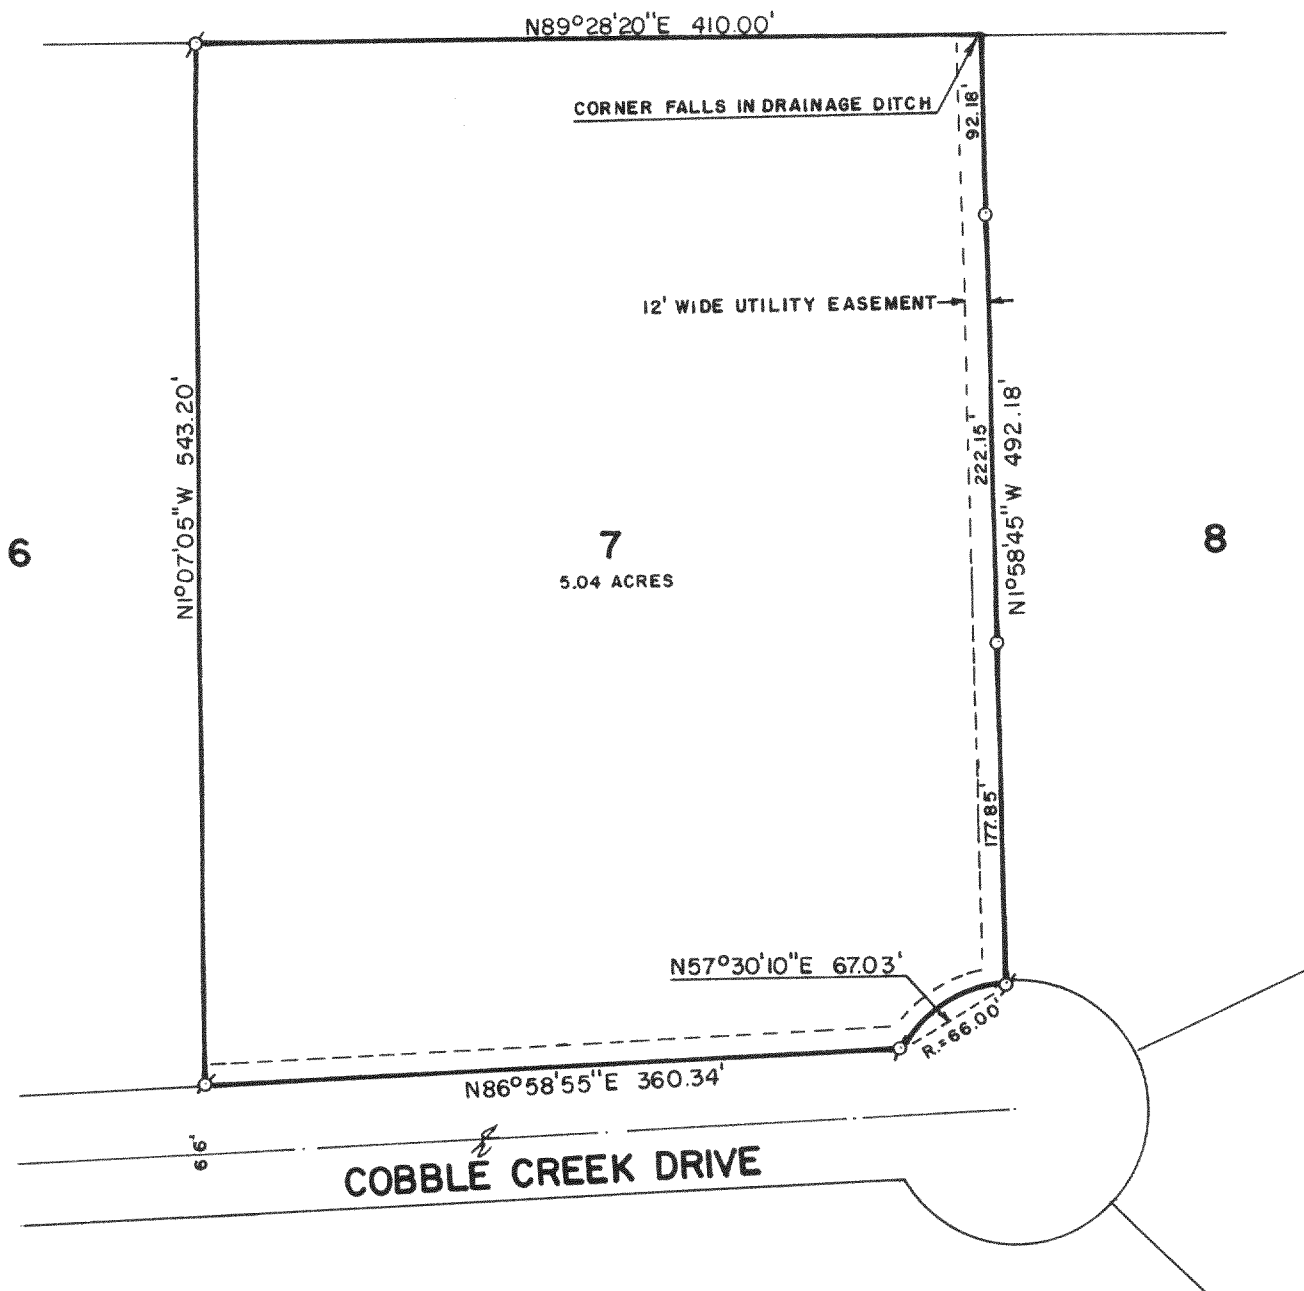 N89°28'20"E 410.00'
CORNER FALLS IN DRAINAGE DITCH
92.18'
12' WIDE UTILITY EASEMENT
N1°07'05"W 543.20'
222.15'
N1°58'45"W 492.18'
6
7
8
5.04 ACRES
177.85'
N57°30'10"E 67.03'
R.=66.00'
N86°58'55"E 360.34'
66'
COBBLE CREEK DRIVE